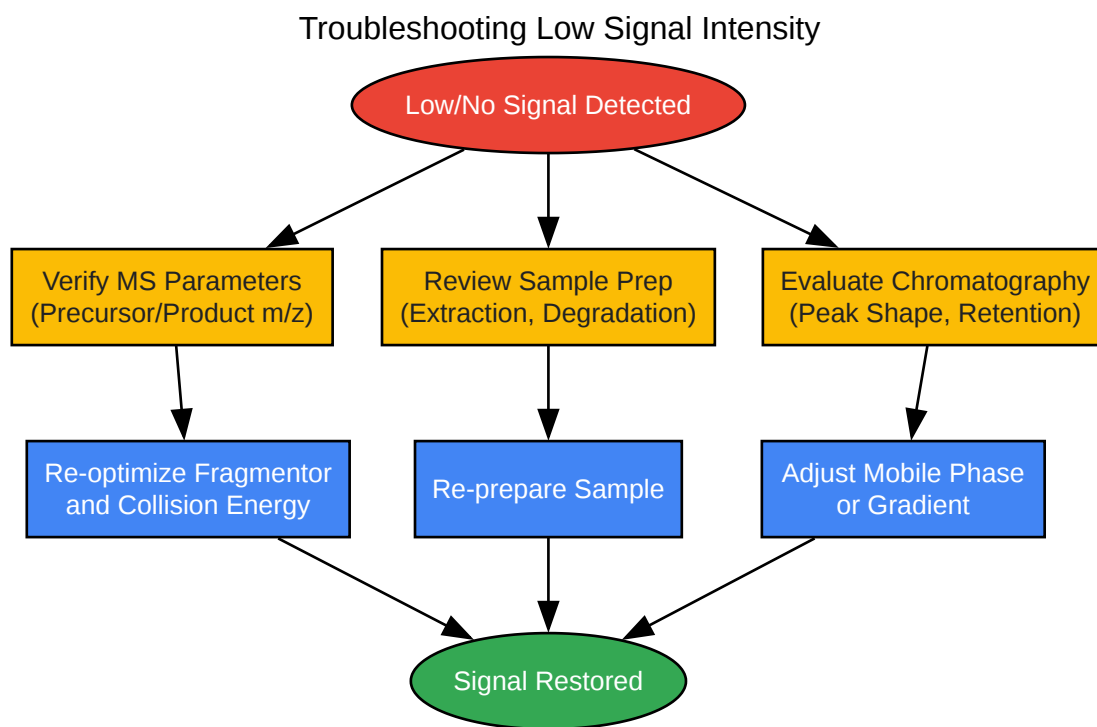 Troubleshooting Low Signal Intensity
Low/No Signal Detected
Verify MS Parameters
(Precursor/Product m/z)
Review Sample Prep
(Extraction, Degradation)
Evaluate Chromatography
(Peak Shape, Retention)
Re-optimize Fragmentor
and Collision Energy
Re-prepare Sample
Adjust Mobile Phase
or Gradient
Signal Restored